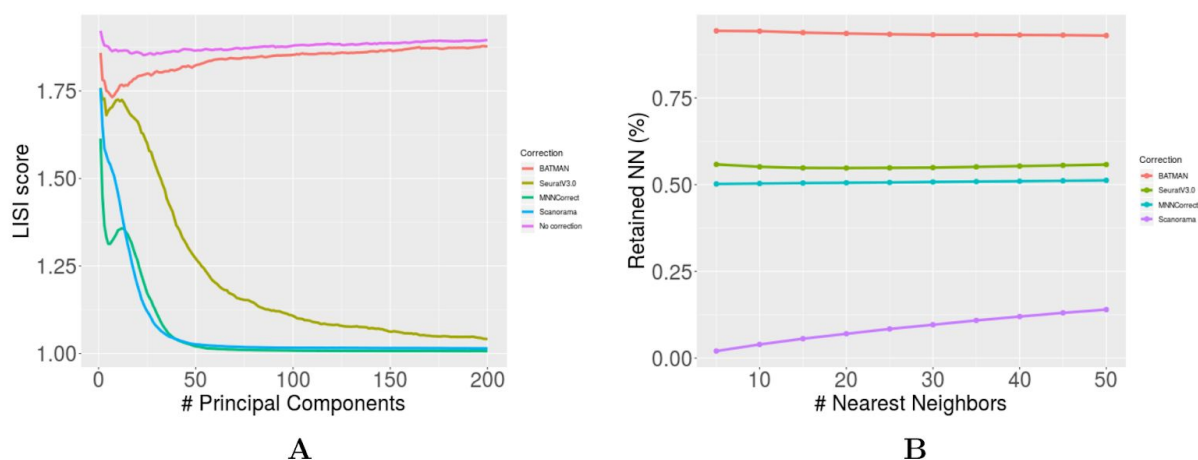 LISI score
1.75
1.50
1.25
1.00
0
50
100
150
200
# Principal Components
Correction
BATMAN
SeuratV3.0
MNNCorrect
Scanorama
No correction
A
Retained NN (%)
0.75
0.50
0.25
0.00
10
20
30
40
50
# Nearest Neighbors
Correction
BATMAN
SeuratV3.0
MNNCorrect
Scanorama
B